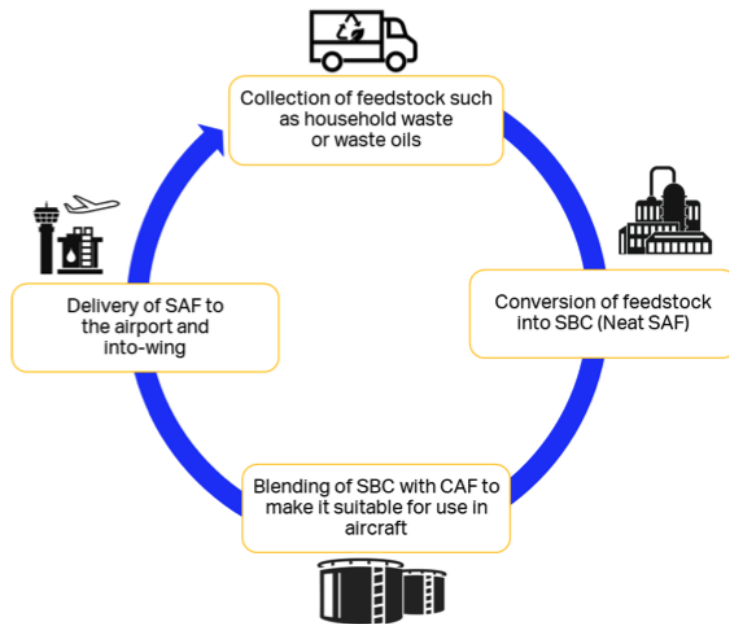 Collection of feedstock such
as household waste
or waste oils
Conversion of feedstock
into SBC (Neat SAF)
Blending of SBC with CAF to
make it suitable for use in
aircraft
Delivery of SAF to
the airport and
into-wing